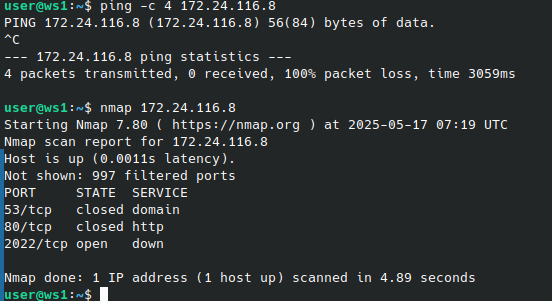 user@ws1:~$ ping -c 4 172.24.116.8
PING 172.24.116.8 (172.24.116.8) 56(84) bytes of data.
^C
--- 172.24.116.8 ping statistics ---
4 packets transmitted, 0 received, 100% packet loss, time 3059ms

user@ws1:~$ nmap 172.24.116.8
Starting Nmap 7.80 ( https://nmap.org ) at 2025-05-17 07:19 UTC
Nmap scan report for 172.24.116.8
Host is up (0.0011s latency).
Not shown: 997 filtered ports
PORT     STATE  SERVICE
53/tcp   closed domain
80/tcp   closed http
2022/tcp open   down

Nmap done: 1 IP address (1 host up) scanned in 4.89 seconds
user@ws1:~$